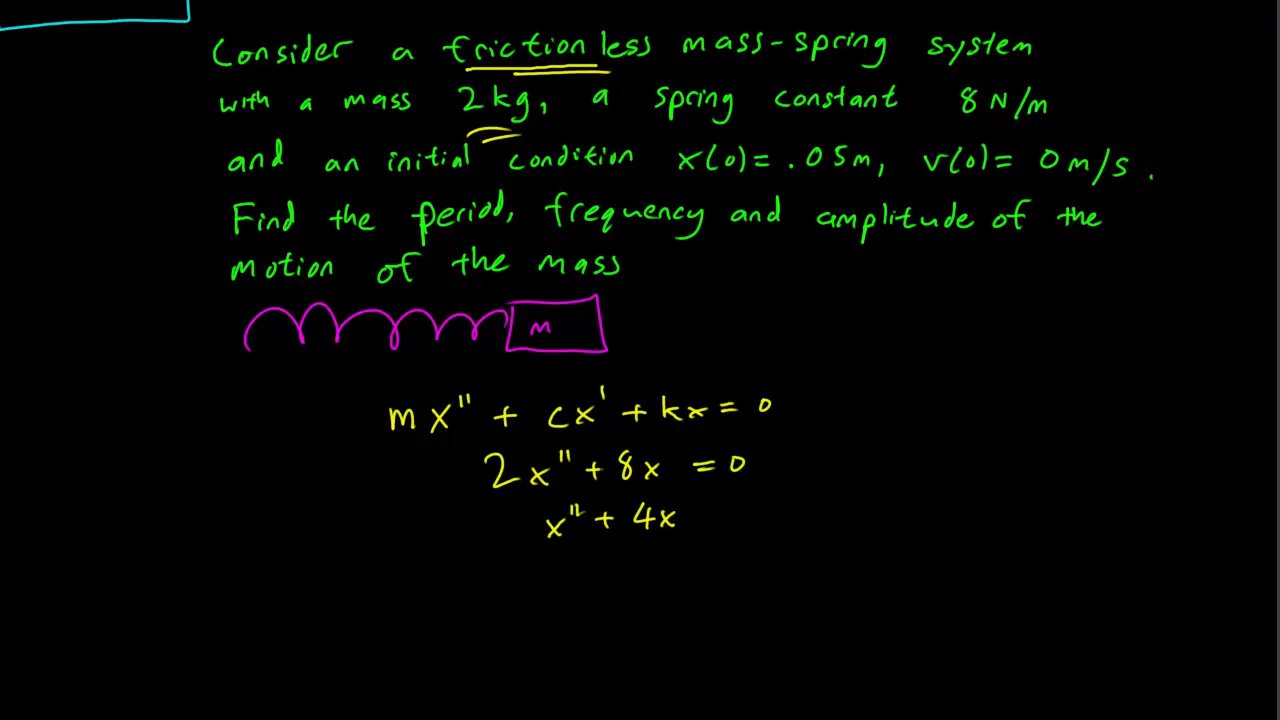 Consider a frictionless mass-spring system
with a mass 2kg, a spring constant 8 N/m
and an initial condition x(0) = .05m, v(0) = 0 m/s.
Find the period, frequency and amplitude of the
motion of the mass
m
mx" + cx' + kx = 0
2x" + 8x = 0
x" + 4x